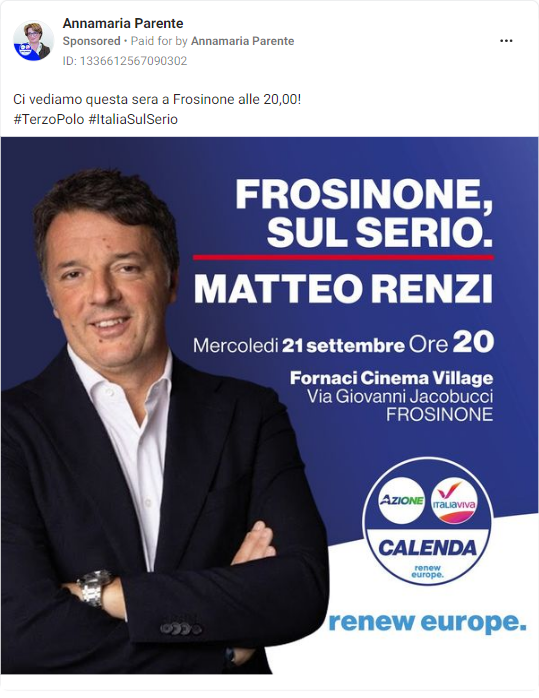 Annamaria Parente
Sponsored • Paid for by Annamaria Parente
ID: 1336612567090302
Ci vediamo questa sera a Frosinone alle 20,00!
#TerzoPolo #ItaliaSulSerio
FROSINONE,
SUL SERIO.
MATTEO RENZI
Mercoledì 21 settembre Ore 20
Fornaci Cinema Village
Via Giovanni Jacobucci
FROSINONE
AZIONE
ITALIAVIVA
CALENDA
renew
europe.
renew europe.